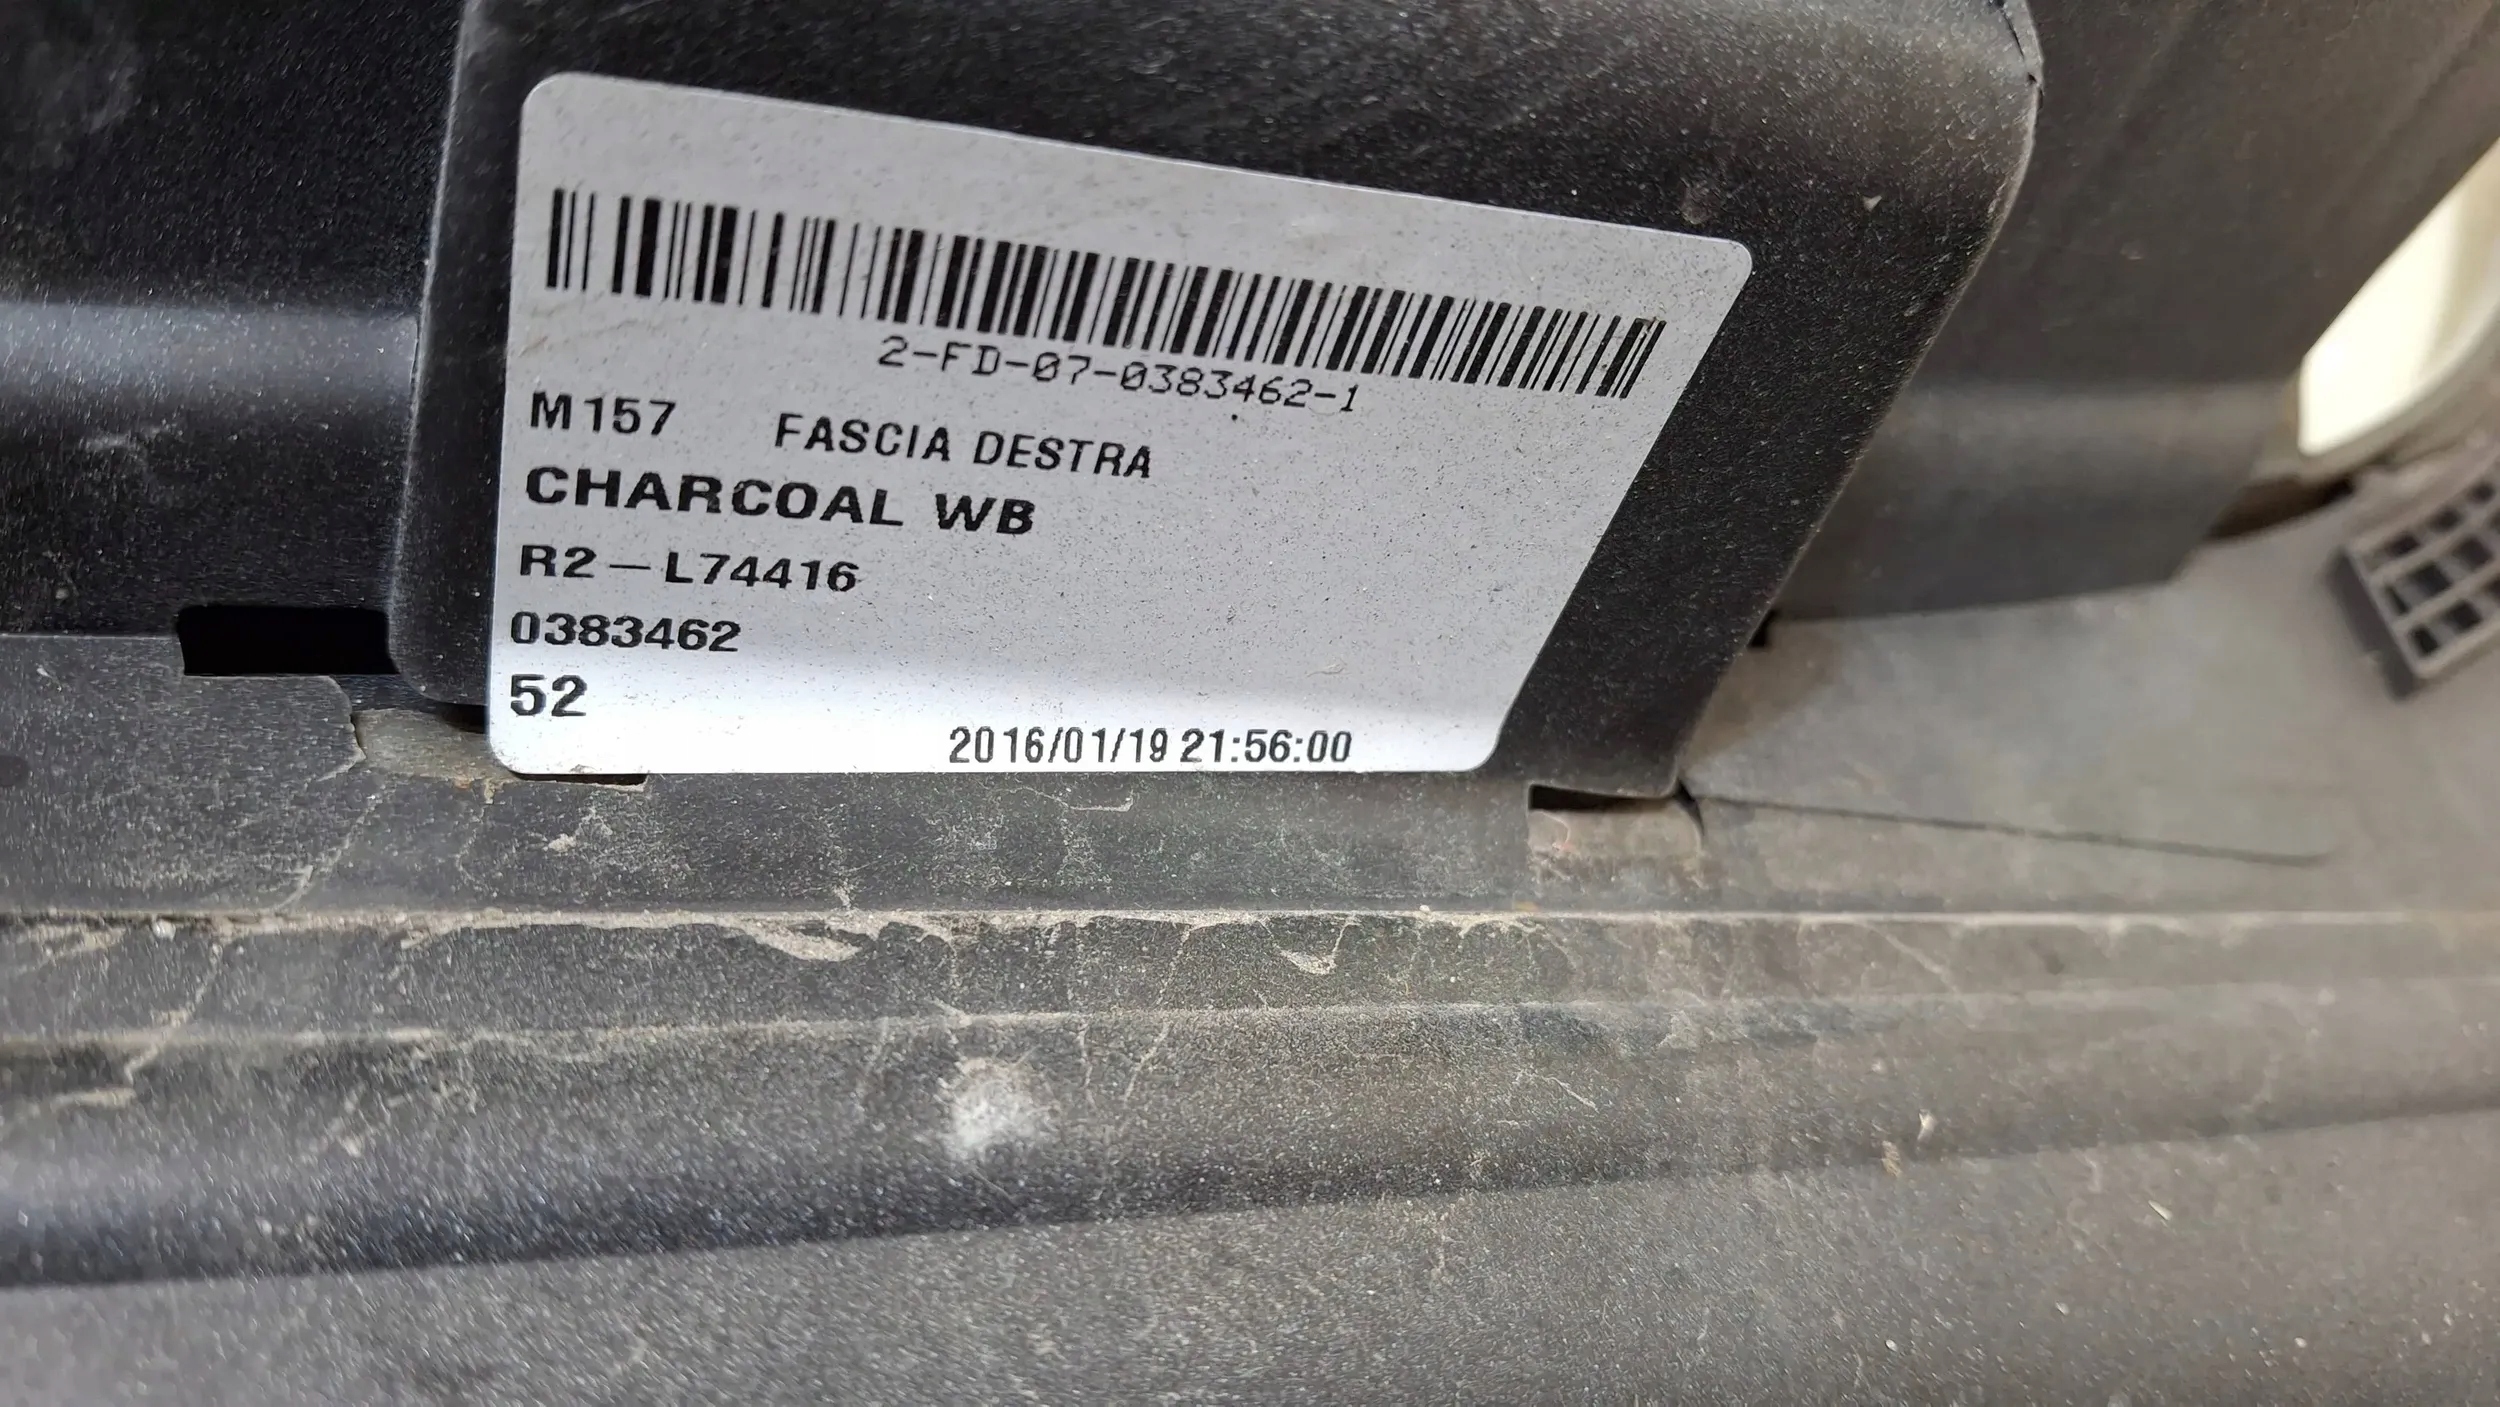 2-FD-07-0383462-1
M157 FASCIA DESTRA
CHARCOAL WB
R2-L74416
0383462
52
2016/01/19 21:56:00